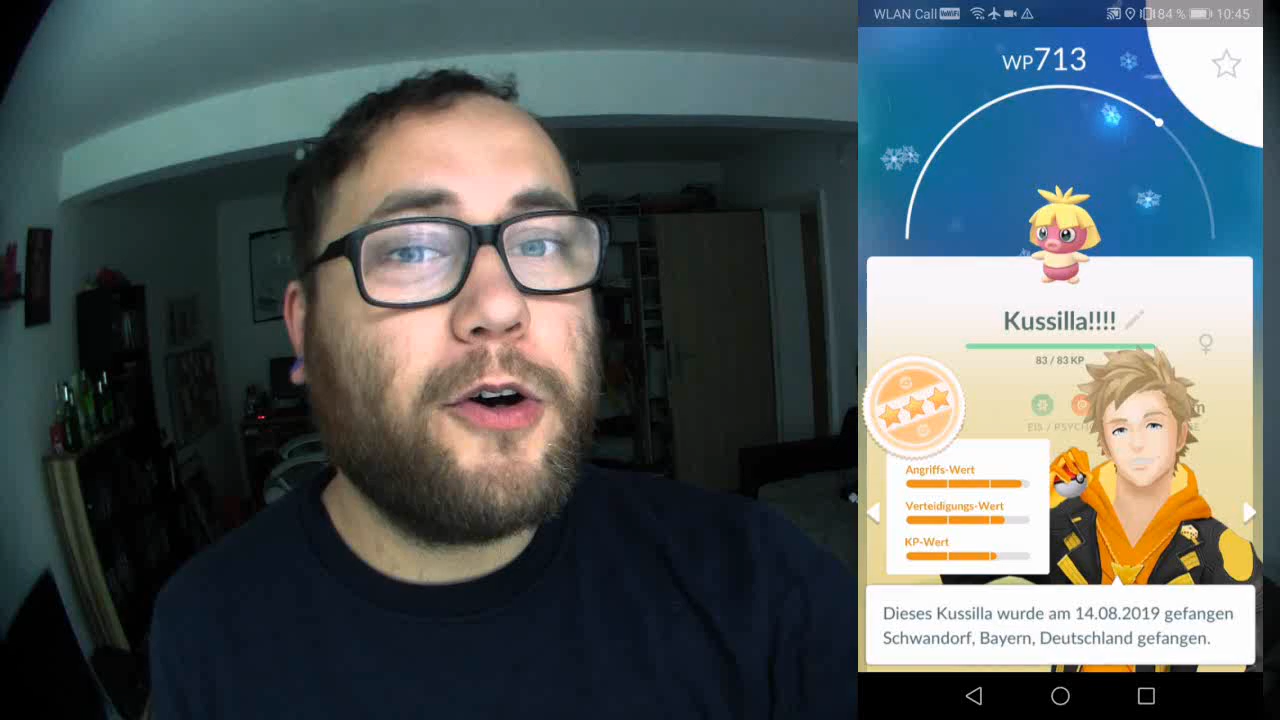 WLAN Call 84 % 10:45
WP713
Kussilla!!!!
83 / 83 KP
EIS / PSYCH
Angriffs-Wert
Verteidigungs-Wert
KP-Wert
Dieses Kussilla wurde am 14.08.2019 gefangen
Schwandorf, Bayern, Deutschland gefangen.